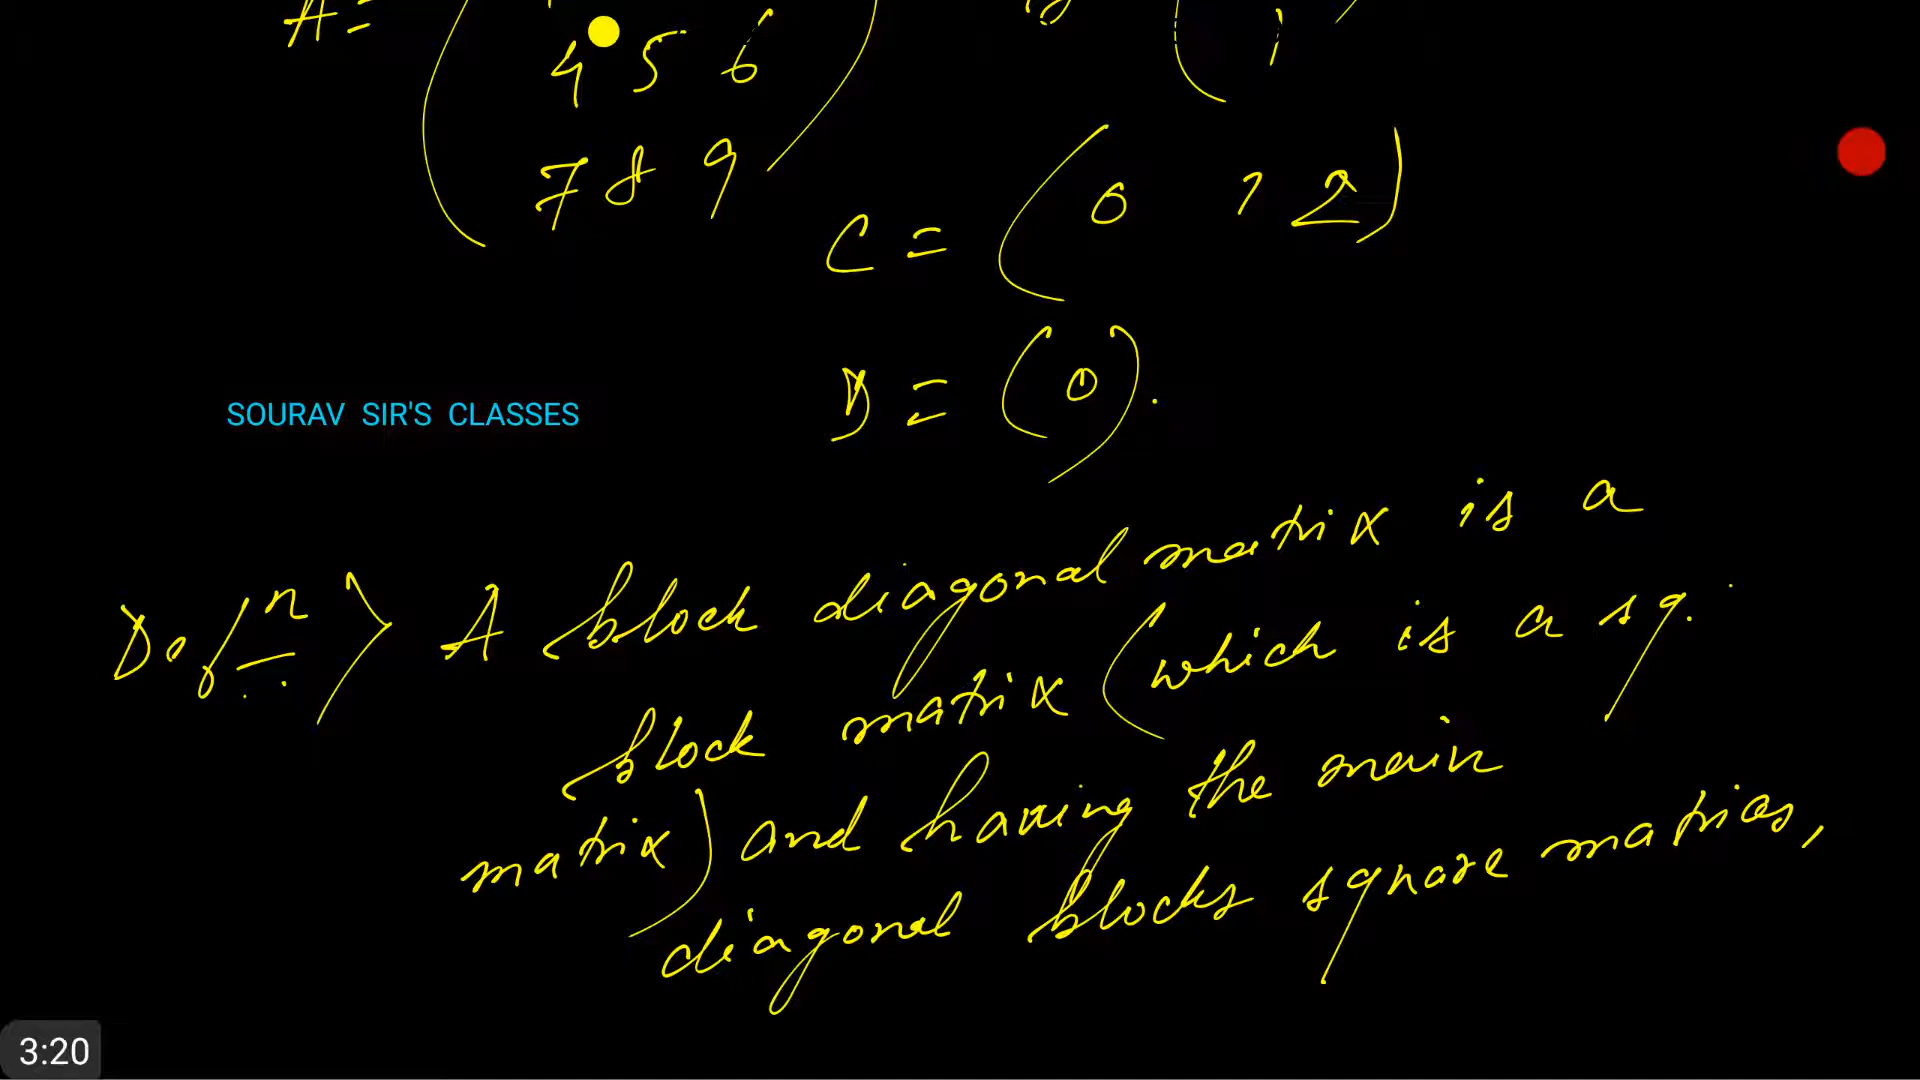 A =
4 5 6
1
7 8 9
C = ( 0 1 2 )
D = ( 0 ).
SOURAV SIR'S CLASSES
Defn > A block diagonal matrix is a
block matrix (which is a sq.
matrix) and having the main
diagonal blocks square matrices,
3:20